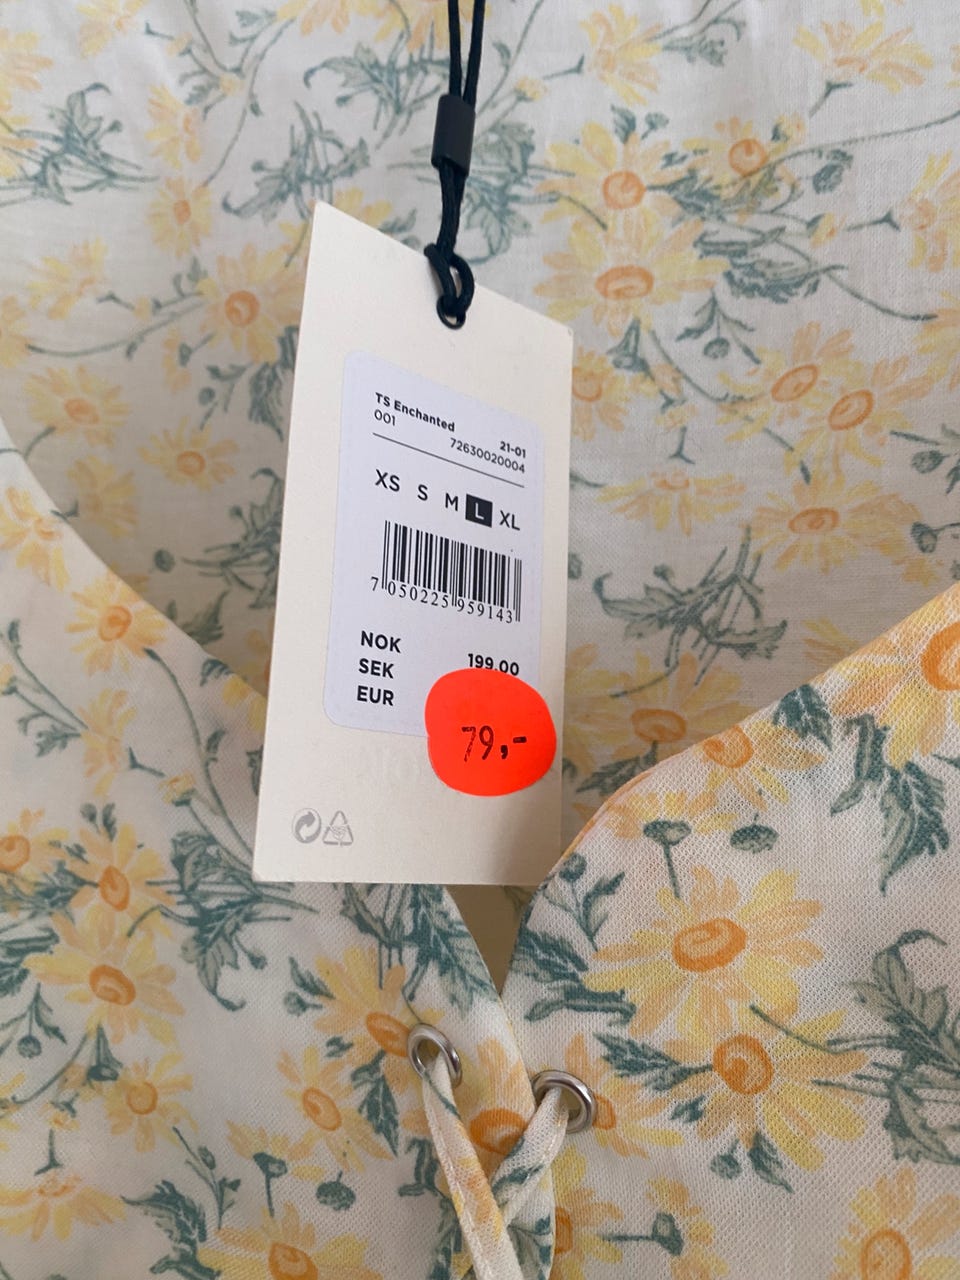 TS Enchanted 21-01
001 72630020004
XS S M L XL
7 050225 959143
NOK 199.00
SEK
EUR
79,-